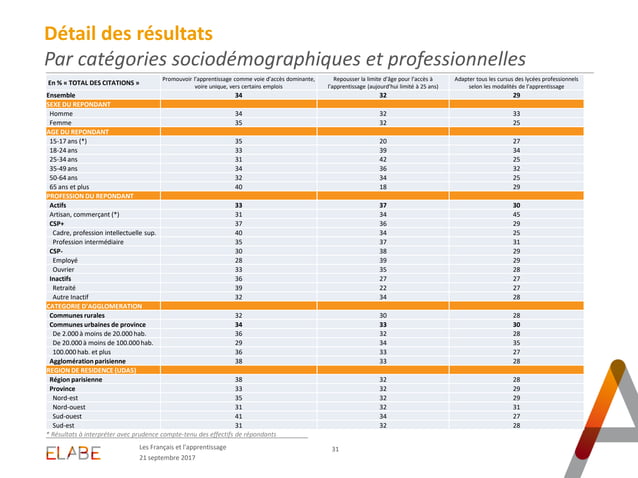 Détail des résultats
Par catégories sociodémographiques et professionnelles
En % « TOTAL DES CITATIONS » Promouvoir l'apprentissage comme voie d'accès dominante, voire unique, vers certains emplois Repousser la limite d'âge pour l'accès à l'apprentissage (aujourd'hui limité à 25 ans) Adapter tous les cursus des lycées professionnels selon les modalités de l'apprentissage
Ensemble 34 32 29
SEXE DU REPONDANT
Homme 34 32 33
Femme 35 32 25
AGE DU REPONDANT
15-17 ans (*) 35 20 27
18-24 ans 33 39 34
25-34 ans 31 42 25
35-49 ans 34 36 32
50-64 ans 32 34 25
65 ans et plus 40 18 29
PROFESSION DU REPONDANT
Actifs 33 37 30
Artisan, commerçant (*) 31 34 45
CSP+ 37 36 29
Cadre, profession intellectuelle sup. 40 34 25
Profession intermédiaire 35 37 31
CSP- 30 38 29
Employé 28 39 29
Ouvrier 33 35 28
Inactifs 36 27 27
Retraité 39 22 27
Autre Inactif 32 34 28
CATEGORIE D'AGGLOMERATION
Communes rurales 32 30 28
Communes urbaines de province 34 33 30
De 2.000 à moins de 20.000 hab. 36 32 28
De 20.000 à moins de 100.000 hab. 29 34 35
100.000 hab. et plus 36 33 27
Agglomération parisienne 38 33 28
REGION DE RESIDENCE (UDA5)
Région parisienne 38 32 28
Province 33 32 29
Nord-est 35 32 29
Nord-ouest 31 32 31
Sud-ouest 41 34 27
Sud-est 31 32 28
* Résultats à interpréter avec prudence compte-tenu des effectifs de répondants
ELABE
Les Français et l'apprentissage
21 septembre 2017
31